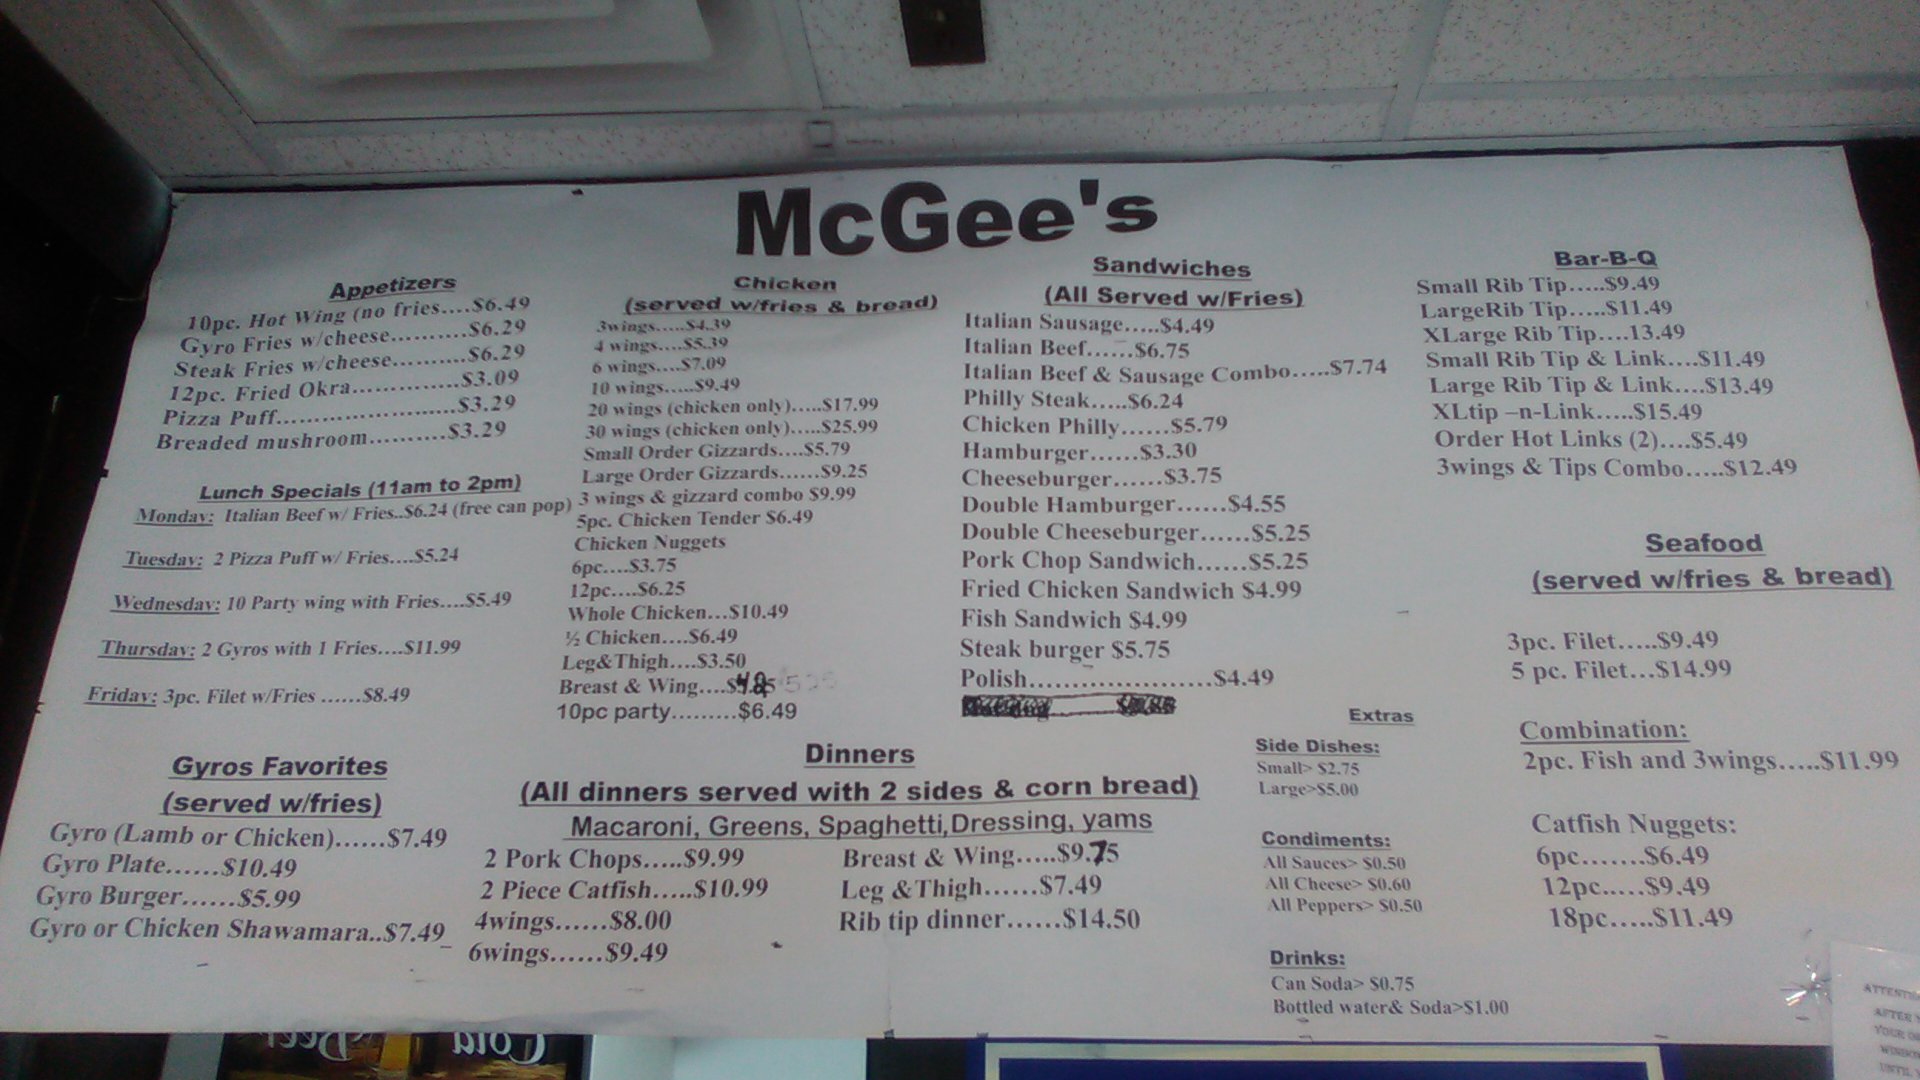 McGee's
Appetizers
10pc. Hot Wing (no fries....$6.49
Gyro Fries w/cheese..........$6.29
Steak Fries w/cheese..........$6.29
12pc. Fried Okra..............$3.09
Pizza Puff........................$3.29
Breaded mushroom..........$3.29
Lunch Specials (11am to 2pm)
Monday: Italian Beef w/ Fries..$6.24 (free can pop)
Tuesday: 2 Pizza Puff w/ Fries....$5.24
Wednesday: 10 Party wing with Fries....$5.49
Thursday: 2 Gyros with 1 Fries....$11.99
Friday: 3pc. Filet w/Fries ......$8.49
Gyros Favorites
(served w/fries)
Gyro (Lamb or Chicken)......$7.49
Gyro Plate......$10.49
Gyro Burger......$5.99
Gyro or Chicken Shawamara..$7.49
Chicken
(served w/fries & bread)
3wings.....$4.39
4 wings....$5.39
6 wings....$7.09
10 wings.....$9.49
20 wings (chicken only).....$17.99
30 wings (chicken only).....$25.99
Small Order Gizzards....$5.79
Large Order Gizzards......$9.25
3 wings & gizzard combo $9.99
5pc. Chicken Tender $6.49
Chicken Nuggets
6pc....$3.75
12pc....$6.25
Whole Chicken...$10.49
½ Chicken....$6.49
Leg&Thigh....$3.50
Breast & Wing....
10pc party.........$6.49
Sandwiches
(All Served w/Fries)
Italian Sausage.....$4.49
Italian Beef......$6.75
Italian Beef & Sausage Combo.....$7.74
Philly Steak.....$6.24
Chicken Philly......$5.79
Hamburger......$3.30
Cheeseburger......$3.75
Double Hamburger......$4.55
Double Cheeseburger......$5.25
Pork Chop Sandwich......$5.25
Fried Chicken Sandwich $4.99
Fish Sandwich $4.99
Steak burger $5.75
Polish.....................$4.49
Dinners
(All dinners served with 2 sides & corn bread)
Macaroni, Greens, Spaghetti,Dressing, yams
2 Pork Chops.....$9.99
2 Piece Catfish.....$10.99
4wings......$8.00
6wings......$9.49
Breast & Wing.....$9.75
Leg &Thigh......$7.49
Rib tip dinner......$14.50
Extras
Side Dishes:
Small> $2.75
Large>$5.00
Condiments:
All Sauces> $0.50
All Cheese> $0.60
All Peppers> $0.50
Drinks:
Can Soda> $0.75
Bottled water& Soda>$1.00
Bar-B-Q
Small Rib Tip.....$9.49
LargeRib Tip.....$11.49
XLarge Rib Tip....13.49
Small Rib Tip & Link....$11.49
Large Rib Tip & Link....$13.49
XLtip –n-Link.....$15.49
Order Hot Links (2)....$5.49
3wings & Tips Combo.....$12.49
Seafood
(served w/fries & bread)
3pc. Filet.....$9.49
5 pc. Filet...$14.99
Combination:
2pc. Fish and 3wings.....$11.99
Catfish Nuggets:
6pc.......$6.49
12pc.....$9.49
18pc.....$11.49
AFTER
YOUR
UNTIL
Cold Beer